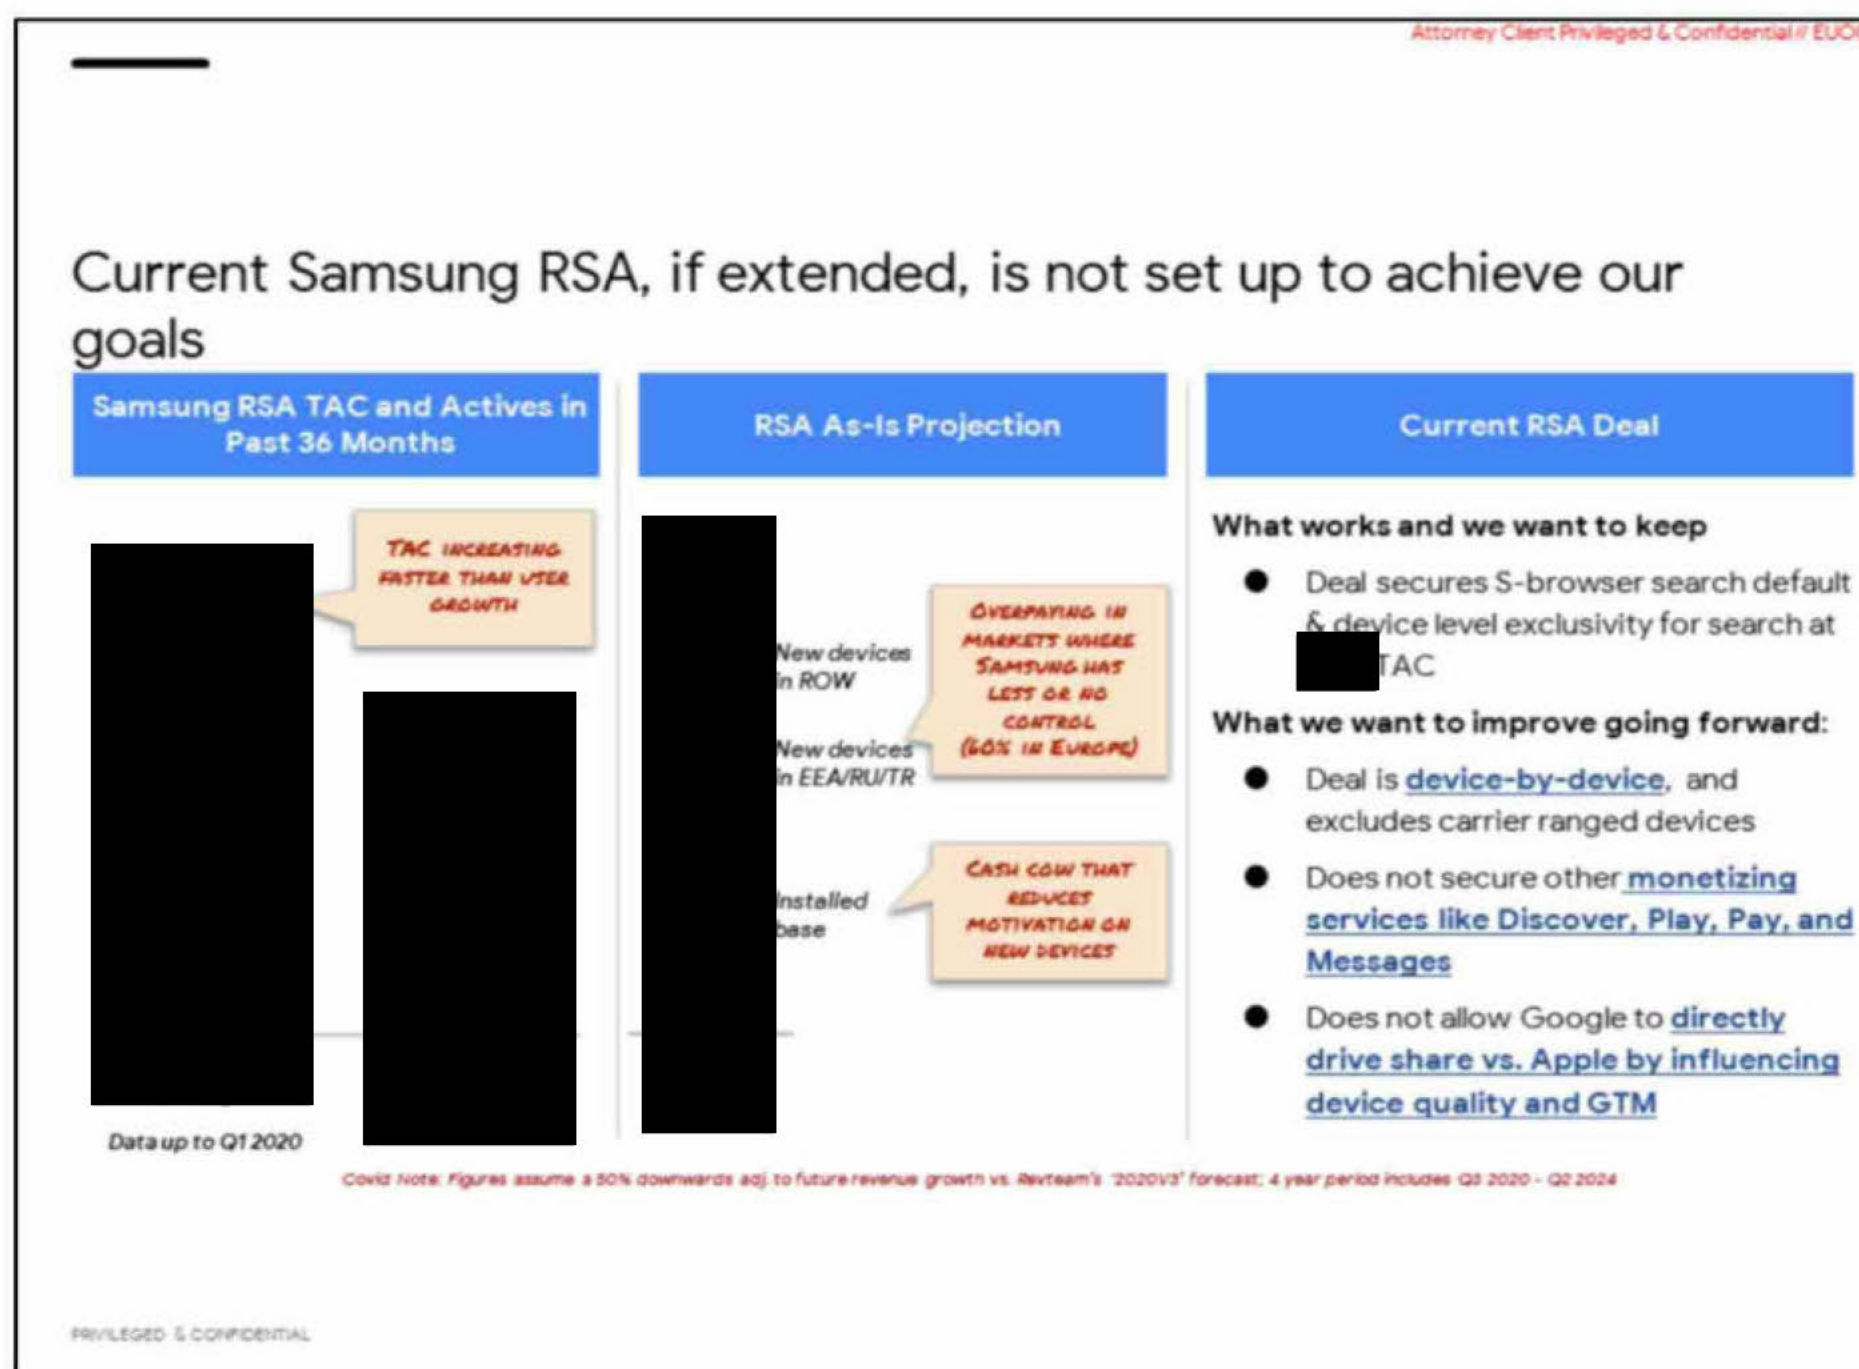 Attorney Client Privileged & Confidential //
Current Samsung RSA, if extended, is not set up to achieve our
goals
Samsung RSA TAC and Actives in
Past 36 Months
TAC INCREASING
FASTER THAN USER
GROWTH
Data up to Q1 2020
RSA As-Is Projection
New devices
in ROW
New devices
in EEA/RU/TR
Installed
base
OVERPAYING IN
MARKETS WHERE
SAMSUNG HAS
LESS OR NO
CONTROL
(60% IN EUROPE)
CASH COW THAT
REDUCES
MOTIVATION ON
NEW DEVICES
Current RSA Deal
What works and we want to keep
● Deal secures S-browser search default
& device level exclusivity for search at
TAC
What we want to improve going forward:
● Deal is device-by-device, and
excludes carrier ranged devices
● Does not secure other monetizing
services like Discover, Play, Pay, and
Messages
● Does not allow Google to directly
drive share vs. Apple by influencing
device quality and GTM
Covid Note: Figures assume a 50% downwards adj. to future revenue growth vs. Revteam's "2020V3" forecast; 4 year period includes Q3 2020 - Q2 2024
PRIVILEGED & CONFIDENTIAL